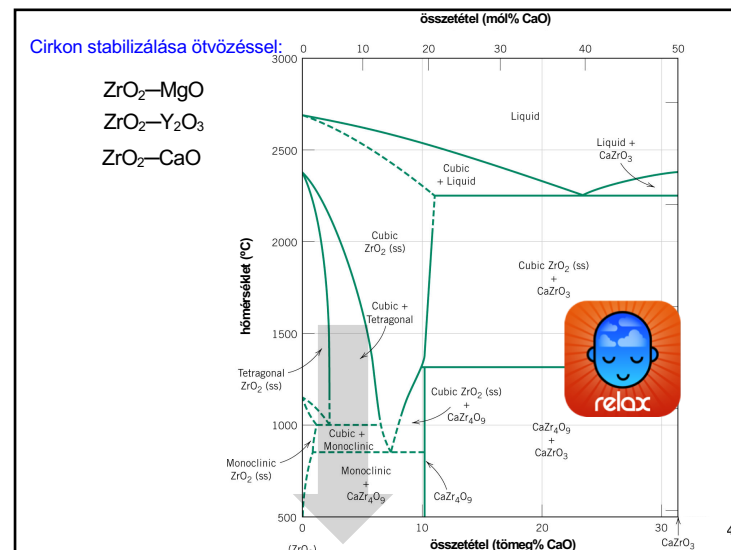 összetétel (mól% CaO)
Cirkon stabilizálása ötvözéssel:
0 10 20 30 40 50
ZrO₂—MgO
ZrO₂—Y₂O₃
ZrO₂—CaO
hőmérséklet (ºC)
3000
2500
2000
1500
1000
500
Liquid
Liquid +
CaZrO₃
Cubic
+ Liquid
Cubic
ZrO₂ (ss)
Cubic ZrO₂ (ss)
+
CaZrO₃
Cubic +
Tetragonal
Tetragonal
ZrO₂ (ss)
relax
Cubic ZrO₂ (ss)
+
CaZr₄O₉
Cubic +
Monoclinic
CaZr₄O₉
+
CaZrO₃
Monoclinic
ZrO₂ (ss)
Monoclinic
+
CaZr₄O₉
CaZr₄O₉
0 10 20 30
(ZrO₂)
összetétel (tömeg% CaO)
CaZrO₃
4